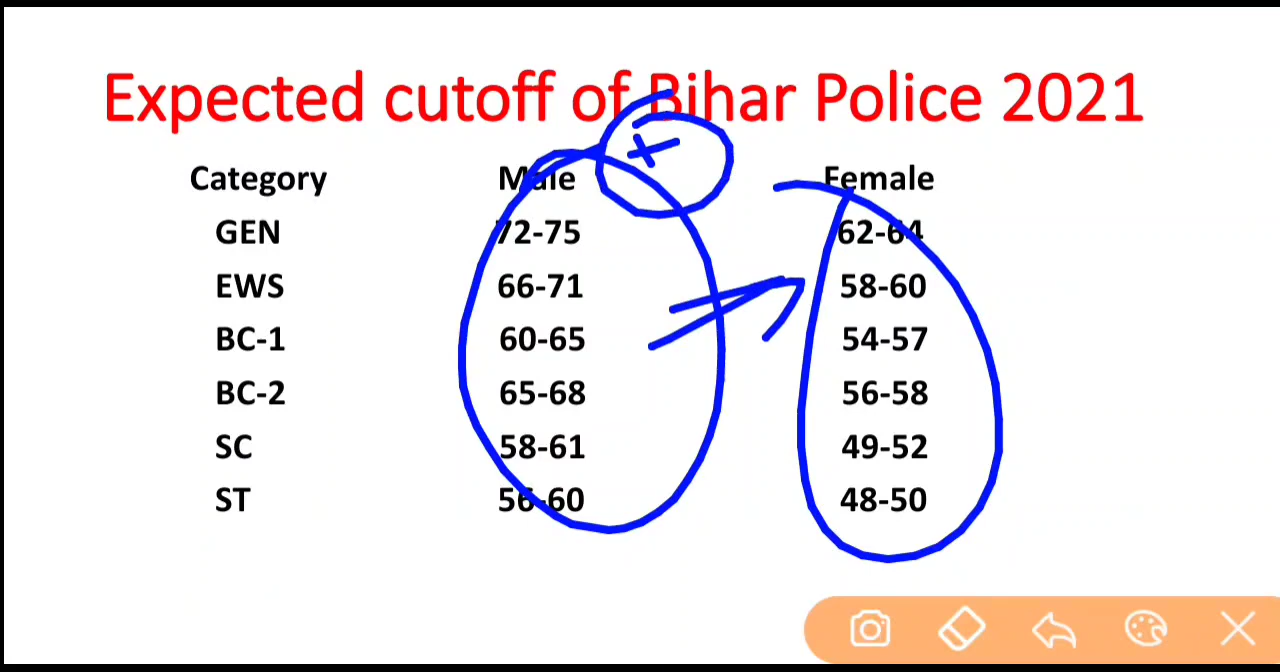 Expected cutoff of Bihar Police 2021
Category Male Female
GEN 72-75 62-64
EWS 66-71 58-60
BC-1 60-65 54-57
BC-2 65-68 56-58
SC 58-61 49-52
ST 56-60 48-50